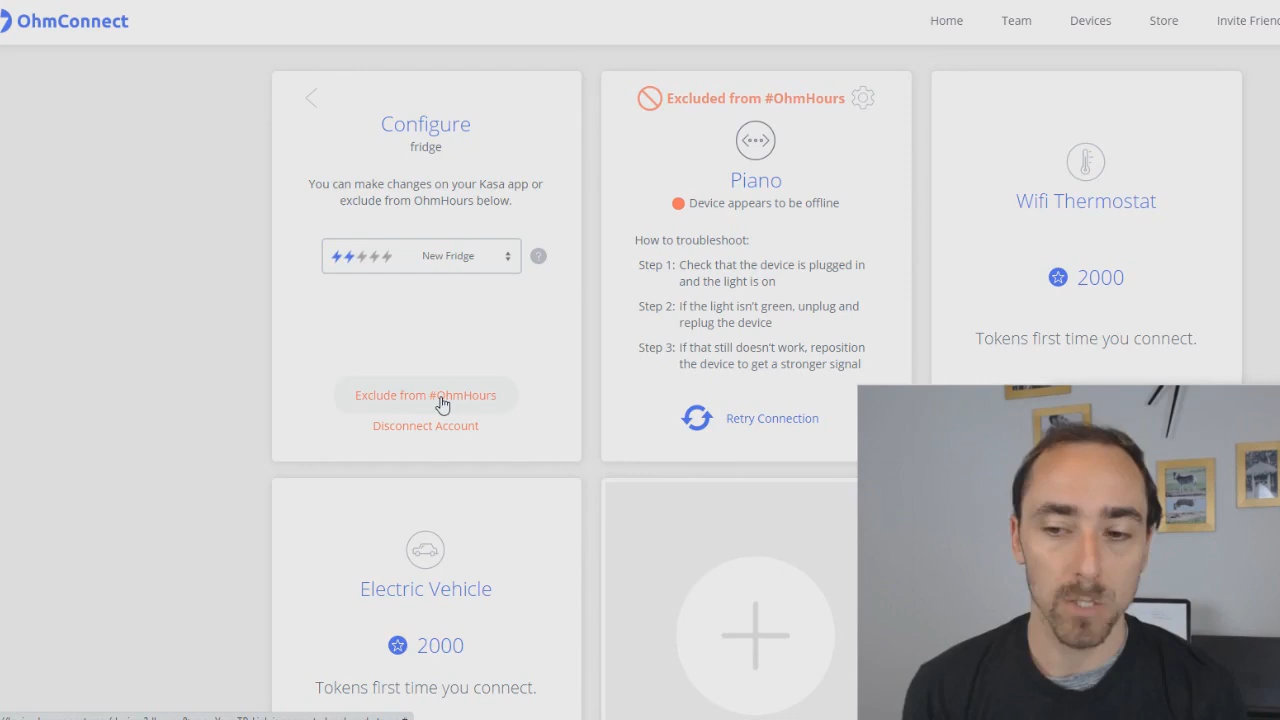 OhmConnect
Home
Team
Devices
Store
Invite Frien
Configure
fridge
You can make changes on your Kasa app or
exclude from OhmHours below.
New Fridge
?
Exclude from #OhmHours
Disconnect Account
Excluded from #OhmHours
Piano
Device appears to be offline
How to troubleshoot:
Step 1: Check that the device is plugged in
and the light is on
Step 2: If the light isn't green, unplug and
replug the device
Step 3: if that still doesn't work, reposition
the device to get a stronger signal
Retry Connection
Wifi Thermostat
2000
Tokens first time you connect.
Electric Vehicle
2000
Tokens first time you connect.